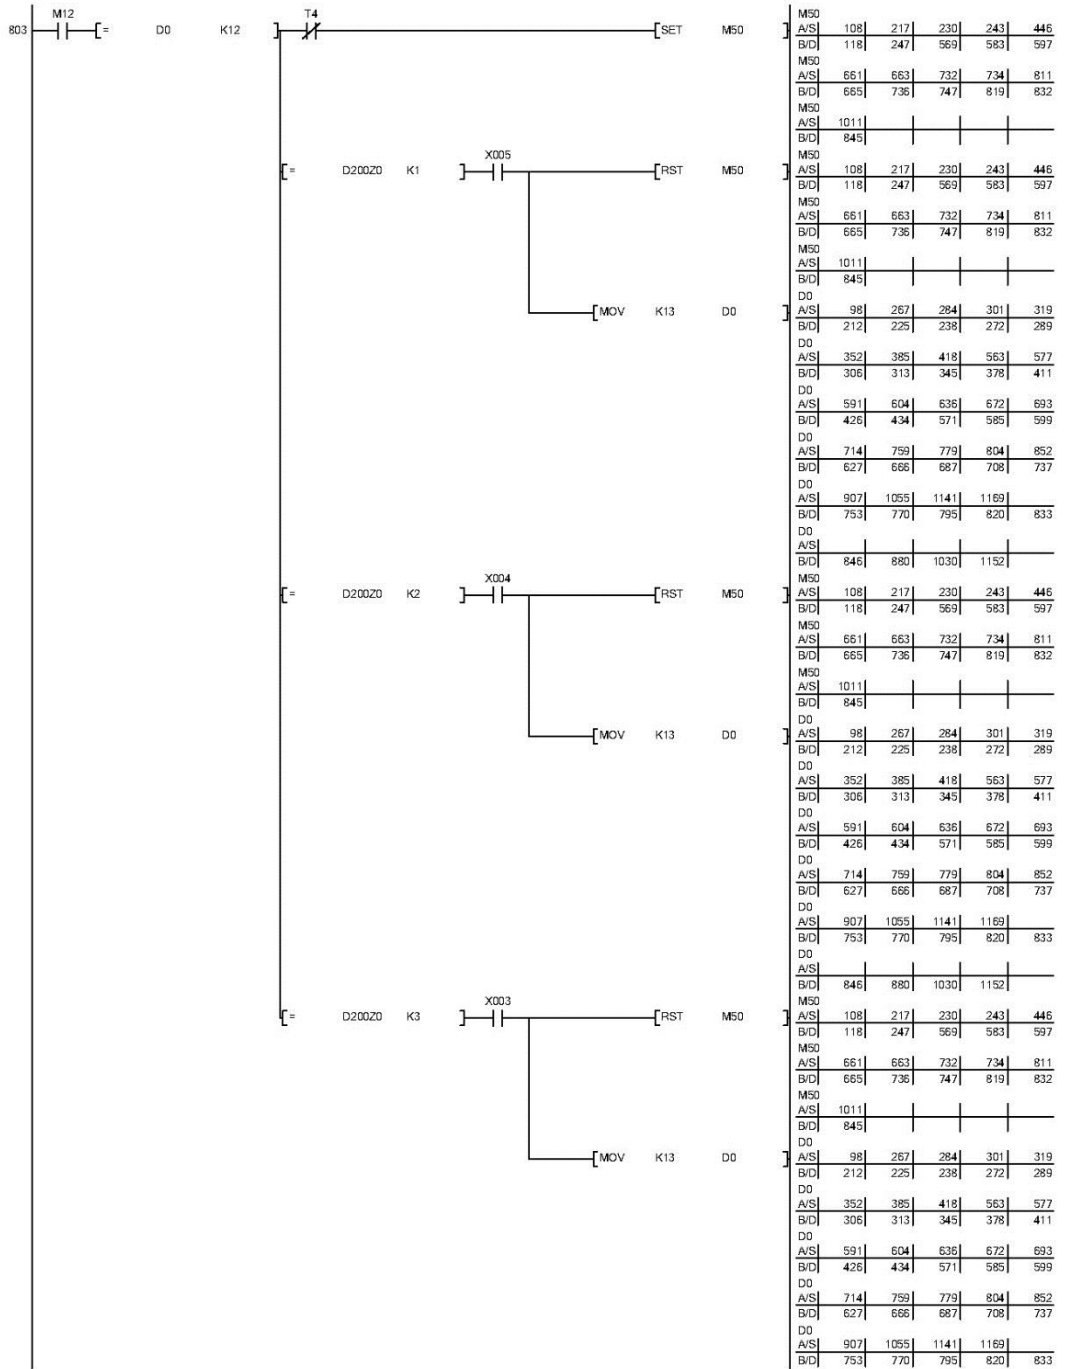 M12 T4 M50
803 [= D0 K12 ] [SET M50 ] A/S 108 217 230 243 446
B/D 118 247 569 583 597
M50
A/S 661 663 732 734 811
B/D 665 736 747 819 832
M50
A/S 1011
B/D 845
X005 M50
[= D200Z0 K1 ] [RST M50 ] A/S 108 217 230 243 446
B/D 118 247 569 583 597
M50
A/S 661 663 732 734 811
B/D 665 736 747 819 832
M50
A/S 1011
B/D 845
D0
[MOV K13 D0 ] A/S 98 267 284 301 319
B/D 212 225 238 272 289
D0
A/S 352 385 418 563 577
B/D 306 313 345 378 411
D0
A/S 591 604 636 672 693
B/D 426 434 571 585 599
D0
A/S 714 759 779 804 852
B/D 627 666 687 708 737
D0
A/S 907 1055 1141 1169
B/D 753 770 795 820 833
D0
A/S
B/D 846 880 1030 1152
X004 M50
[= D200Z0 K2 ] [RST M50 ] A/S 108 217 230 243 446
B/D 118 247 569 583 597
M50
A/S 661 663 732 734 811
B/D 665 736 747 819 832
M50
A/S 1011
B/D 845
D0
[MOV K13 D0 ] A/S 98 267 284 301 319
B/D 212 225 238 272 289
D0
A/S 352 385 418 563 577
B/D 306 313 345 378 411
D0
A/S 591 604 636 672 693
B/D 426 434 571 585 599
D0
A/S 714 759 779 804 852
B/D 627 666 687 708 737
D0
A/S 907 1055 1141 1169
B/D 753 770 795 820 833
D0
A/S
B/D 846 880 1030 1152
X003 M50
[= D200Z0 K3 ] [RST M50 ] A/S 108 217 230 243 446
B/D 118 247 569 583 597
M50
A/S 661 663 732 734 811
B/D 665 736 747 819 832
M50
A/S 1011
B/D 845
D0
[MOV K13 D0 ] A/S 98 267 284 301 319
B/D 212 225 238 272 289
D0
A/S 352 385 418 563 577
B/D 306 313 345 378 411
D0
A/S 591 604 636 672 693
B/D 426 434 571 585 599
D0
A/S 714 759 779 804 852
B/D 627 666 687 708 737
D0
A/S 907 1055 1141 1169
B/D 753 770 795 820 833